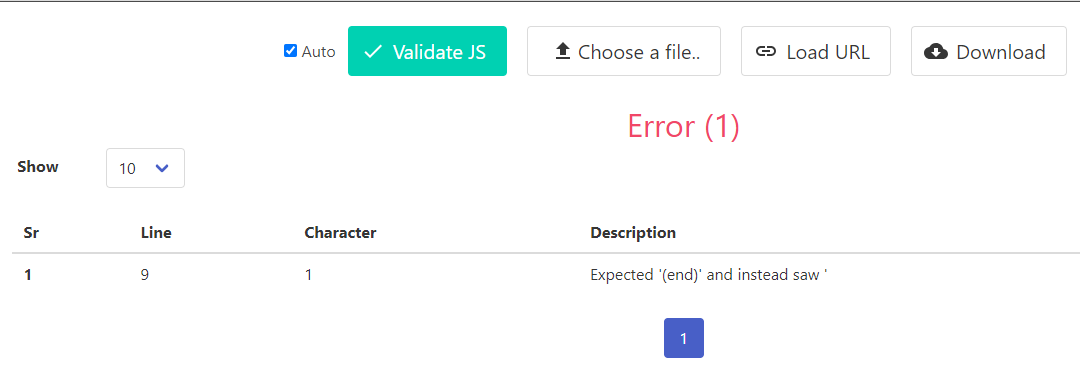 Auto Validate JS Choose a file.. Load URL Download
Error (1)
Show 10
Sr Line Character Description
1 9 1 Expected '(end)' and instead saw '
1